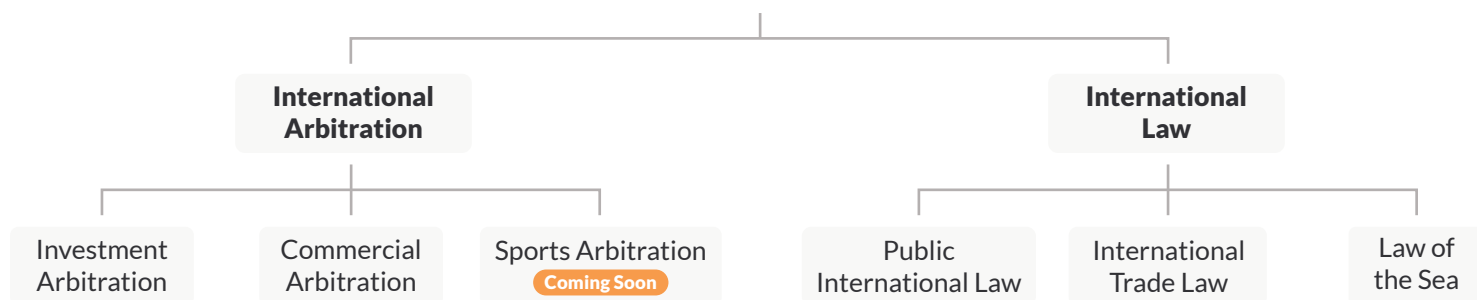 International
Arbitration
International
Law
Investment
Arbitration
Commercial
Arbitration
Sports Arbitration
Coming Soon
Public
International Law
International
Trade Law
Law of
the Sea